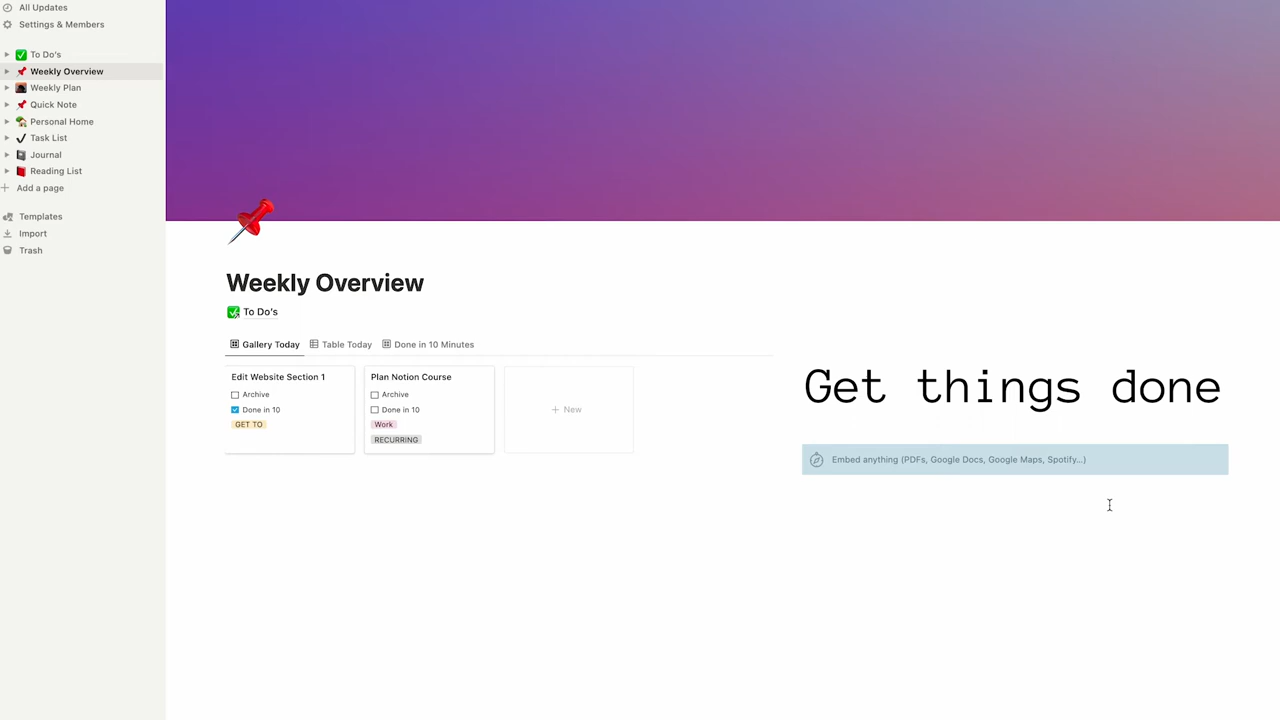 All Updates
Settings & Members
To Do's
Weekly Overview
Weekly Plan
Quick Note
Personal Home
Task List
Journal
Reading List
Add a page
Templates
Import
Trash
Weekly Overview
To Do's
Gallery Today Table Today Done in 10 Minutes
Edit Website Section 1
Archive
Done in 10
GET TO
Plan Notion Course
Archive
Done in 10
Work
RECURRING
+ New
Get things done
Embed anything (PDFs, Google Docs, Google Maps, Spotify...)